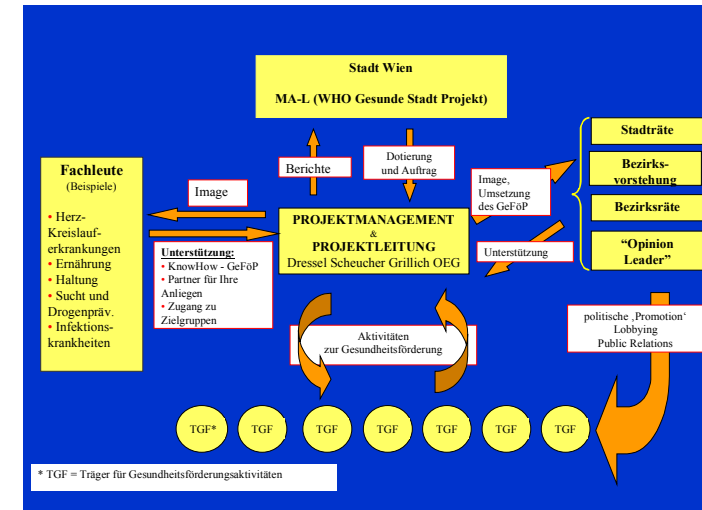 Stadt Wien
MA-L (WHO Gesunde Stadt Projekt)
Stadträte
Bezirks-
vorstehung
Bezirksräte
“Opinion
Leader”
Fachleute
(Beispiele)
• Herz-
Kreislauf-
erkrankungen
• Ernährung
• Haltung
• Sucht und
Drogenpräv.
• Infektions-
krankheiten
Image
Berichte
Dotierung
und Auftrag
Image,
Umsetzung
des GeFöP
PROJEKTMANAGEMENT
&
PROJEKTLEITUNG
Dressel Scheucher Grillich OEG
Unterstützung:
• KnowHow - GeFöP
• Partner für Ihre
Anliegen
• Zugang zu
Zielgruppen
Unterstützung
Aktivitäten
zur Gesundheitsförderung
politische ‚Promotion‘
Lobbying
Public Relations
TGF* TGF TGF TGF TGF TGF TGF
* TGF = Träger für Gesundheitsförderungsaktivitäten